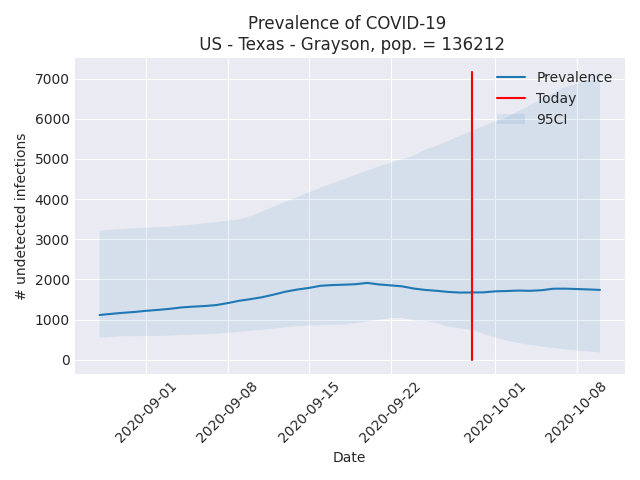 Prevalence of COVID-19
US - Texas - Grayson, pop. = 136212
Prevalence
Today
95CI
# undetected infections
7000
6000
5000
4000
3000
2000
1000
0
2020-09-01
2020-09-08
2020-09-15
2020-09-22
2020-10-01
2020-10-08
Date